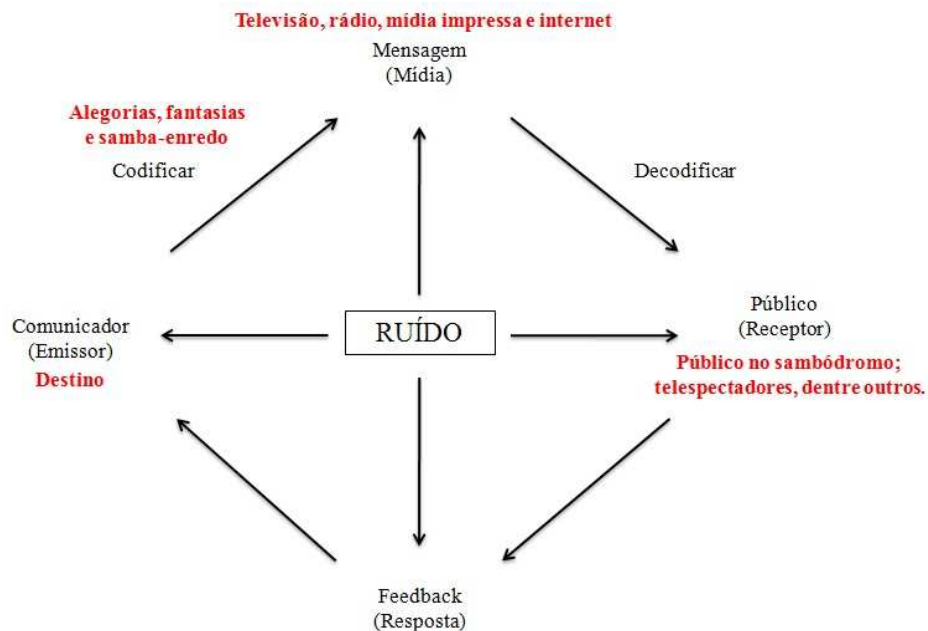 Televisão, rádio, mídia impressa e internet
Mensagem
(Mídia)
Alegorias, fantasias
e samba-enredo
Codificar
Decodificar
Comunicador
(Emissor)
Destino
RUÍDO
Público
(Receptor)
Público no sambódromo;
telespectadores, dentre outros.
Feedback
(Resposta)